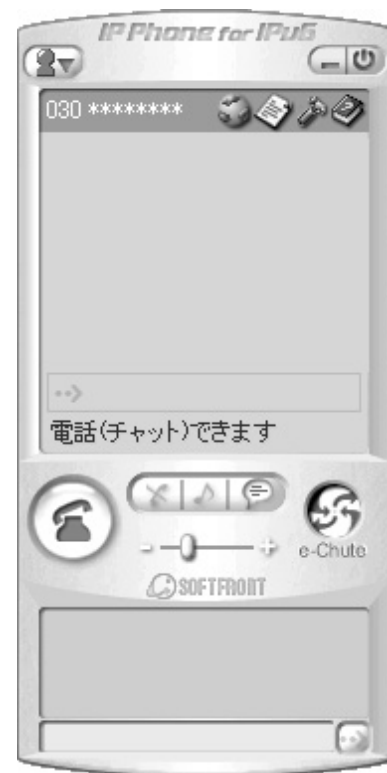 IP Phone for IPv6
030 ********
電話(チャット)できます
- +
e-Chute
SOFTFRONT